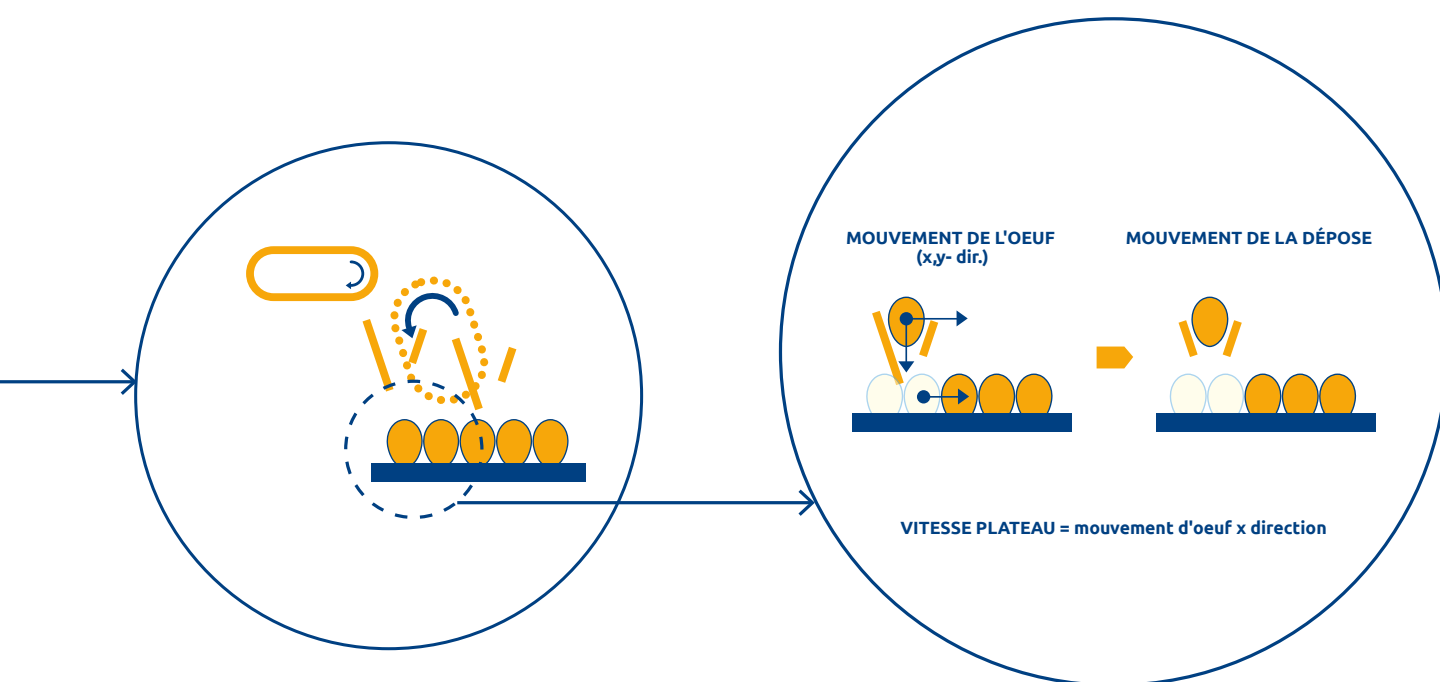 MOUVEMENT DE L'OEUF
(x,y- dir.)
MOUVEMENT DE LA DÉPOSE
VITESSE PLATEAU = mouvement d'oeuf x direction